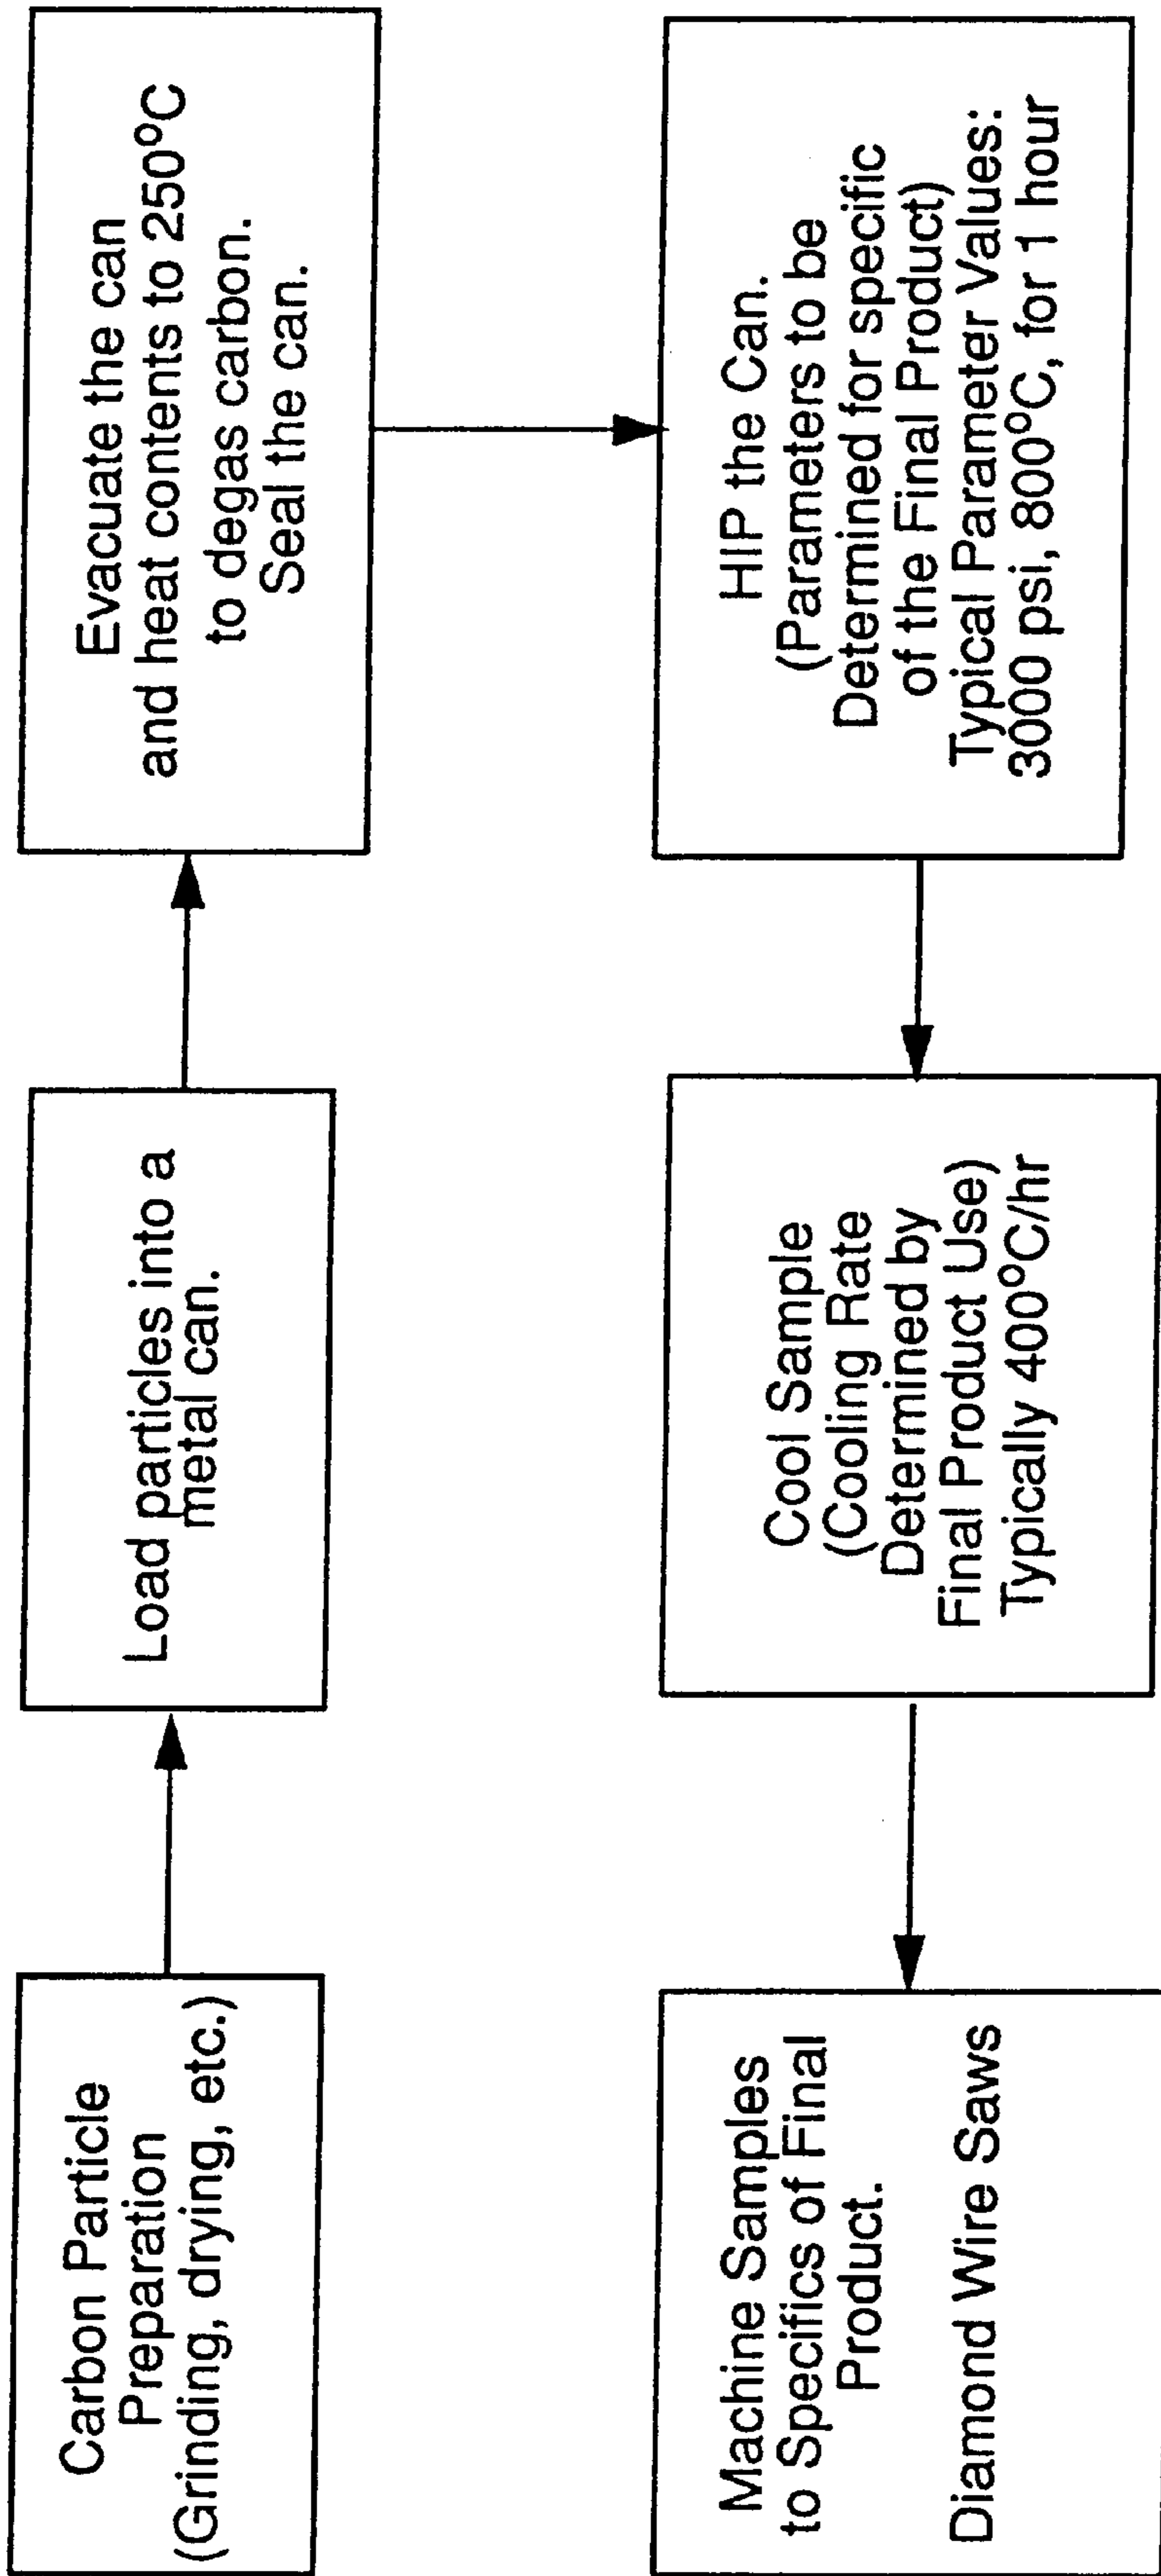 Carbon Particle
Preparation
(Grinding, drying, etc.)
Load particles into a
metal can.
Evacuate the can
and heat contents to 250°C
to degas carbon.
Seal the can.
HIP the Can.
(Parameters to be
Determined for specific
of the Final Product)
Typical Parameter Values:
3000 psi, 800°C, for 1 hour
Cool Sample
(Cooling Rate
Determined by
Final Product Use)
Typically 400°C/hr
Machine Samples
to Specifics of Final
Product.
Diamond Wire Saws